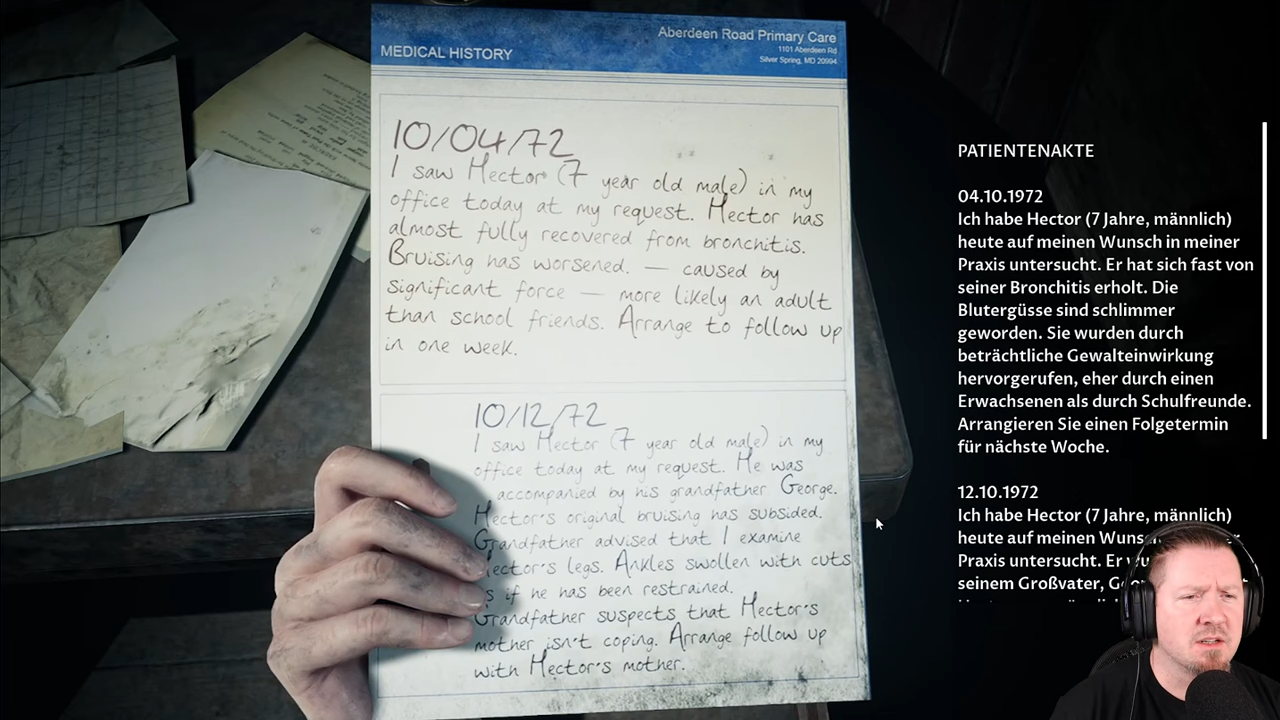 Aberdeen Road Primary Care
1101 Aberdeen Rd
Silver Spring, MD 20994
MEDICAL HISTORY
10/04/72
I saw Hector (7 year old male) in my
office today at my request. Hector has
almost fully recovered from bronchitis.
Bruising has worsened. — caused by
significant force — more likely an adult
than school friends. Arrange to follow up
in one week.
10/12/72
I saw Hector (7 year old male) in my
office today at my request. He was
accompanied by his grandfather George.
Hector's original bruising has subsided.
Grandfather advised that I examine
Hector's legs. Ankles swollen with cuts
as if he has been restrained.
Grandfather suspects that Hector's
mother isn't coping. Arrange follow up
with Hector's mother.
PATIENTENAKTE
04.10.1972
Ich habe Hector (7 Jahre, männlich)
heute auf meinen Wunsch in meiner
Praxis untersucht. Er hat sich fast von
seiner Bronchitis erholt. Die
Blutergüsse sind schlimmer
geworden. Sie wurden durch
beträchtliche Gewalteinwirkung
hervorgerufen, eher durch einen
Erwachsenen als durch Schulfreunde.
Arrangieren Sie einen Folgetermin
für nächste Woche.
12.10.1972
Ich habe Hector (7 Jahre, männlich)
heute auf meinen Wunsch
Praxis untersucht. Er
seinem Großvater,